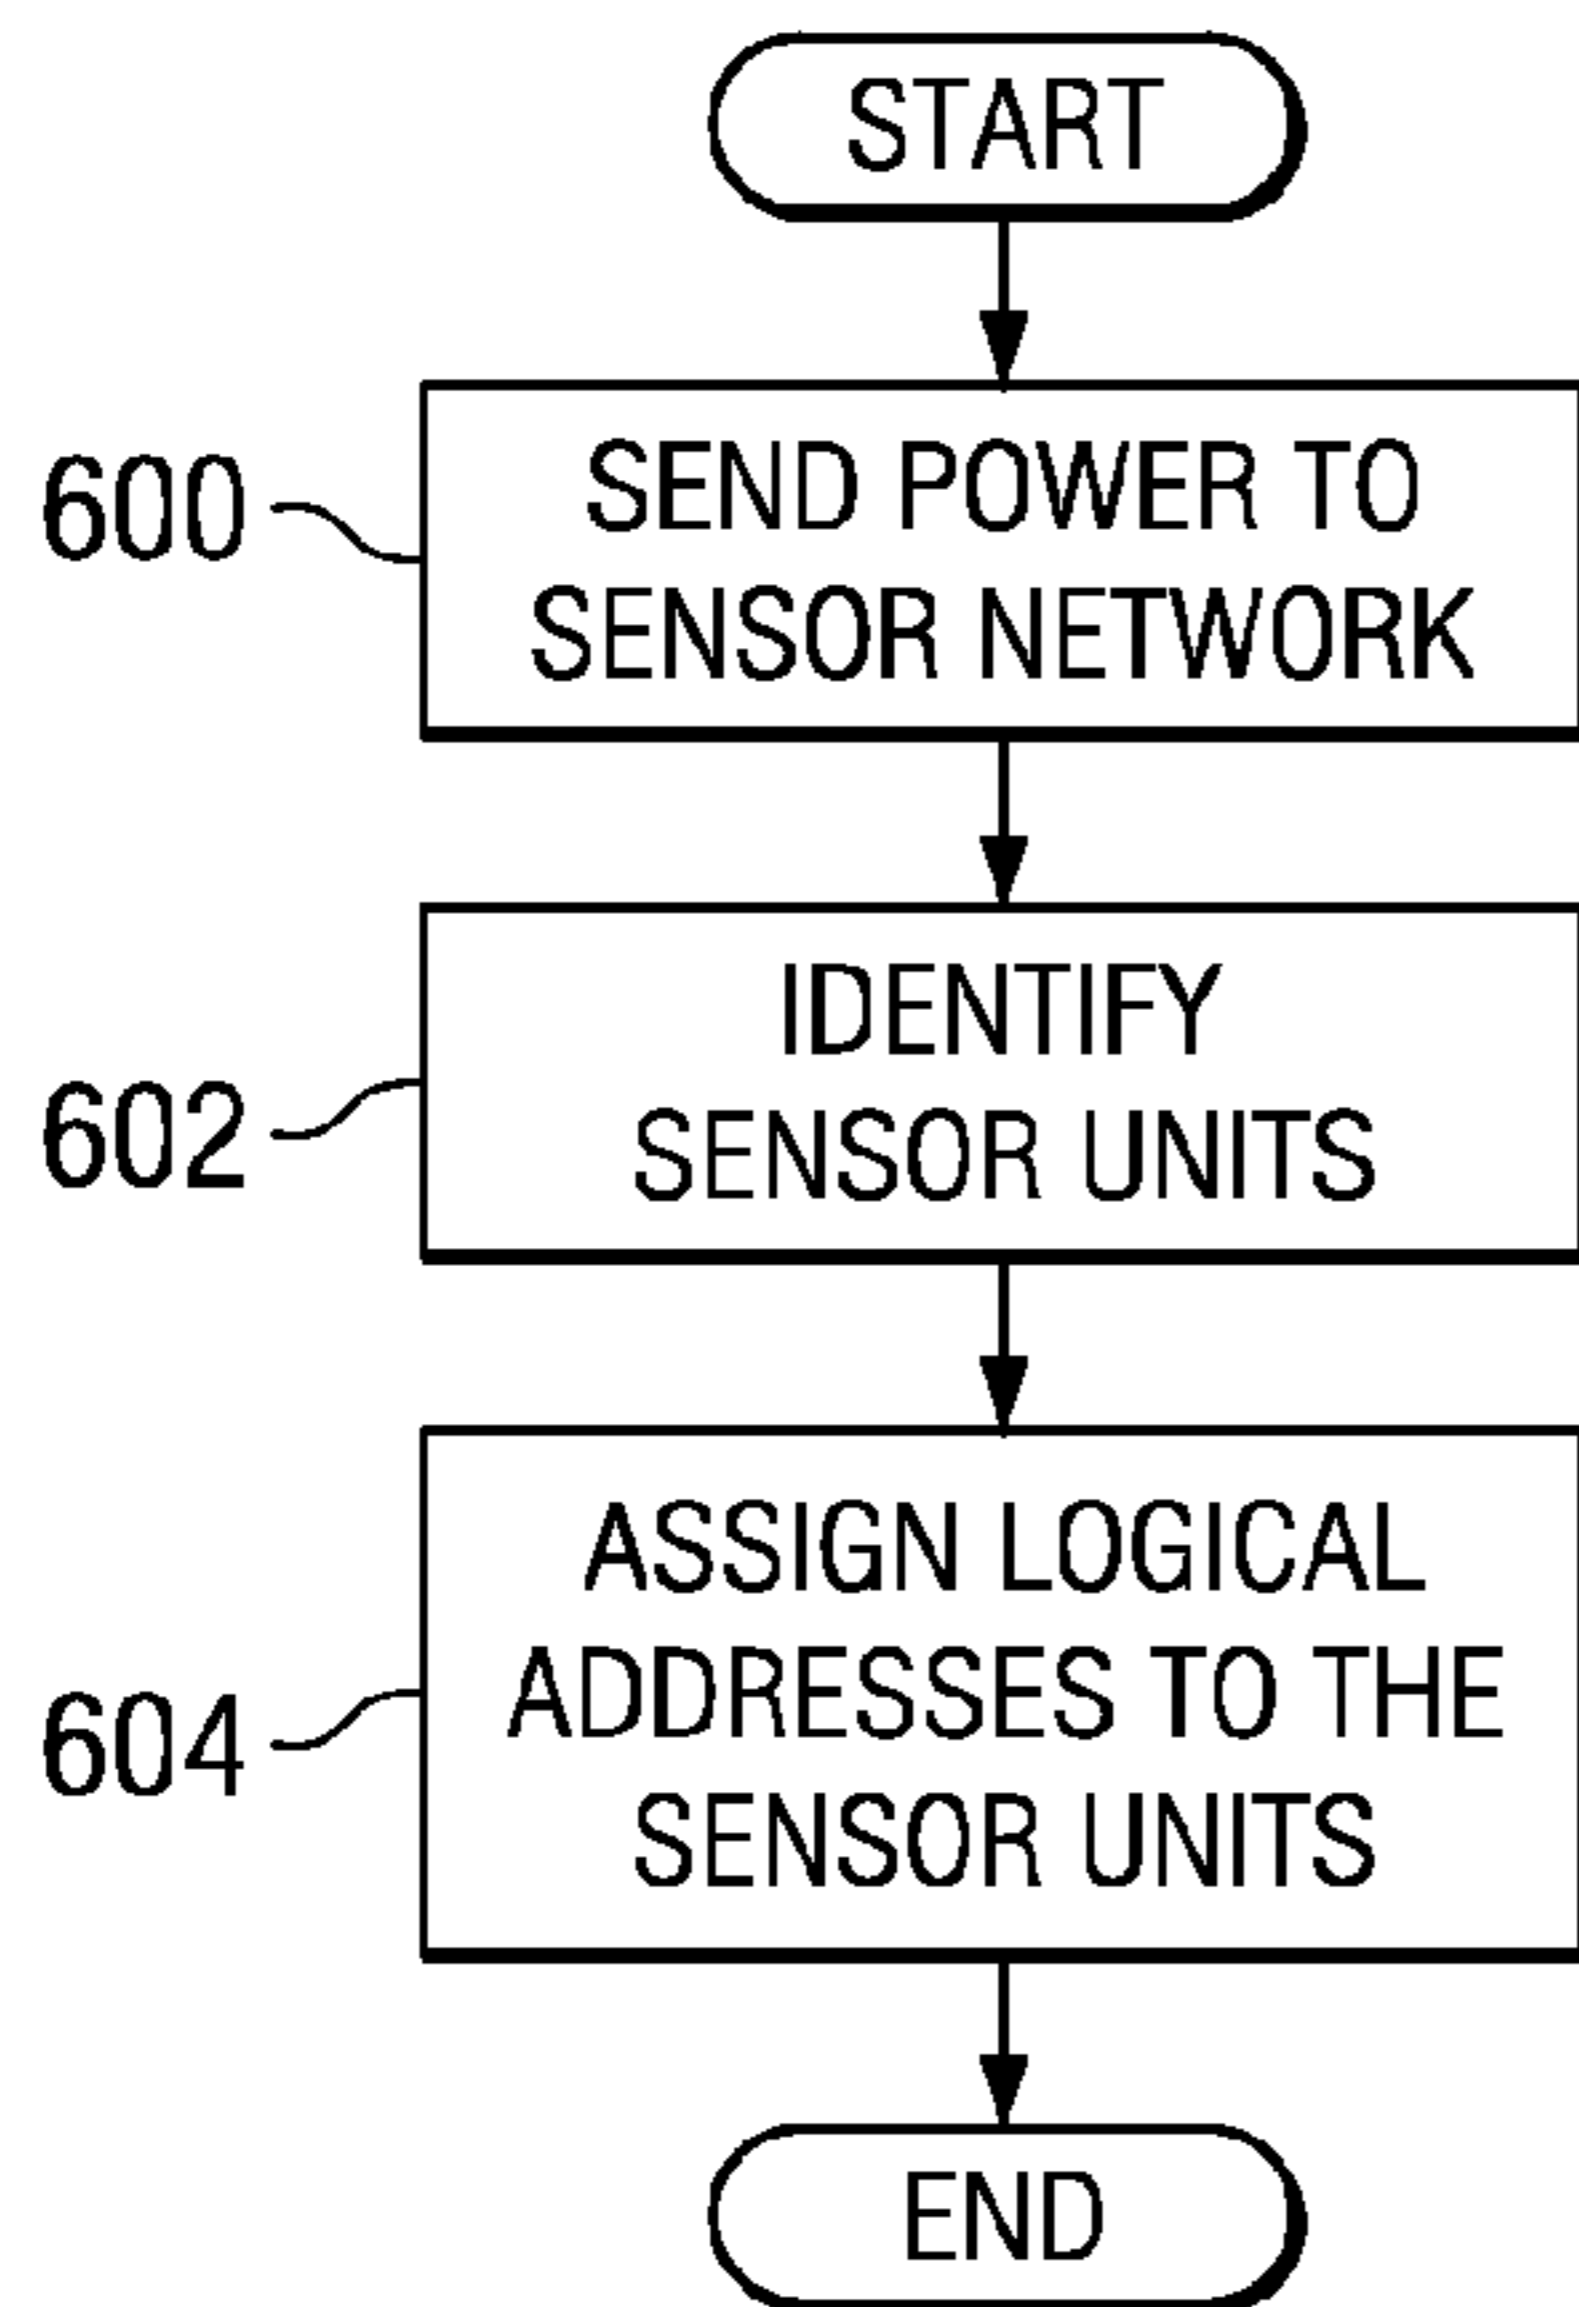 START
600
SEND POWER TO
SENSOR NETWORK
602
IDENTIFY
SENSOR UNITS
604
ASSIGN LOGICAL
ADDRESSES TO THE
SENSOR UNITS
END